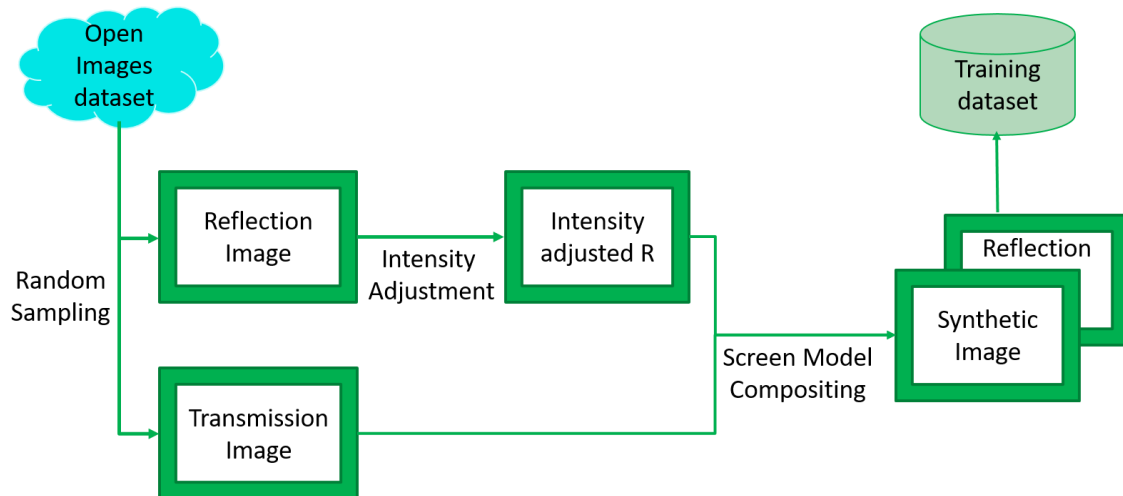 Open
Images
dataset
Training
dataset
Reflection
Image
Intensity
adjusted R
Reflection
Random
Sampling
Intensity
Adjustment
Synthetic
Image
Screen Model
Compositing
Transmission
Image